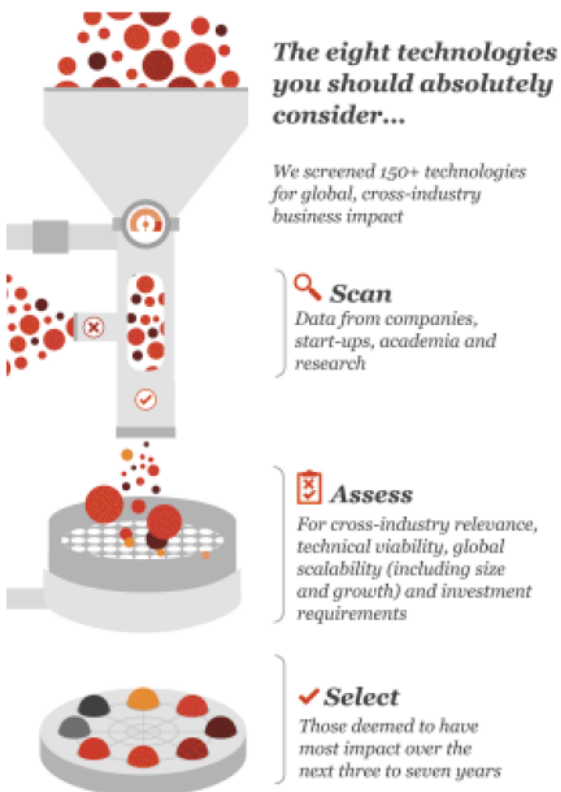 The eight technologies
you should absolutely
consider...
We screened 150+ technologies
for global, cross-industry
business impact
Scan
Data from companies,
start-ups, academia and
research
Assess
For cross-industry relevance,
technical viability, global
scalability (including size
and growth) and investment
requirements
Select
Those deemed to have
most impact over the
next three to seven years